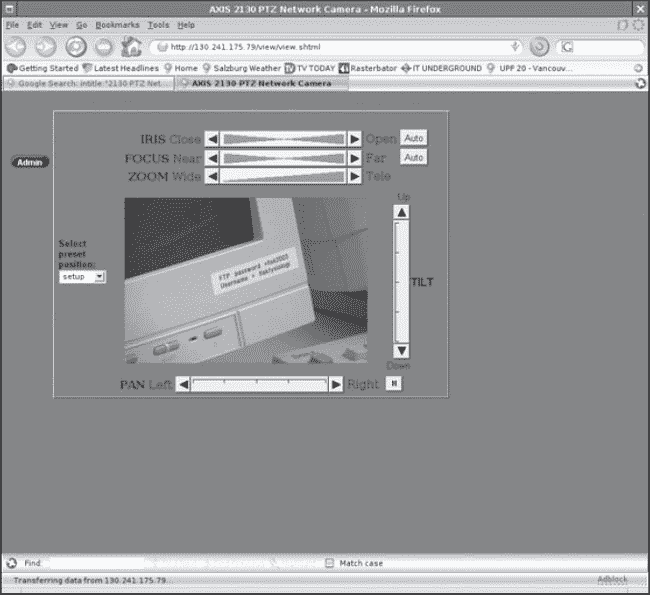 AXIS 2130 PTZ Network Camera - Mozilla Firefox
File Edit View Go Bookmarks Tools Help
http://130.241.175.79/view/view.shtml
G
Getting Started Latest Headlines Home Salzburg Weather TV TODAY Rasterbator IT UNDERGROUND UPF 20 - Vancouv...
Google Search: intitle:"2130 PTZ Net... AXIS 2130 PTZ Network Camera
IRIS Close Open Auto
Admin
FOCUS Near Far Auto
ZOOM Wide Tele
Up
Select
preset
position:
setup
FTP password
Username =
TILT
Down
PAN Left Right
Find:
Match case
Transferring data from 130.241.175.79...
Adblock